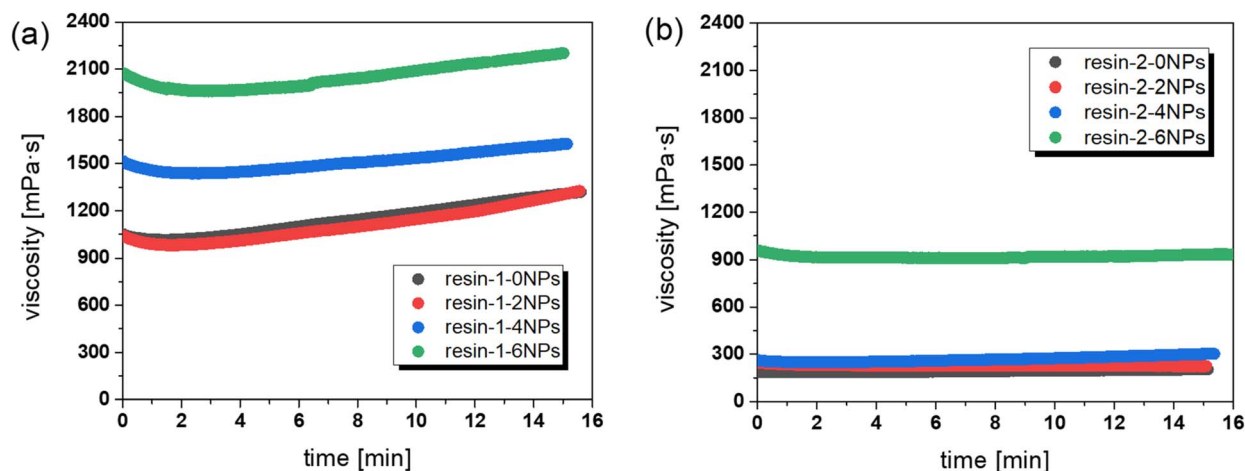 (a)
viscosity [mPa·s]
2400
2100
1800
1500
1200
900
600
300
0
resin-1-0NPs
resin-1-2NPs
resin-1-4NPs
resin-1-6NPs
0 2 4 6 8 10 12 14 16
time [min]
(b)
viscosity [mPa·s]
2400
2100
1800
1500
1200
900
600
300
0
resin-2-0NPs
resin-2-2NPs
resin-2-4NPs
resin-2-6NPs
0 2 4 6 8 10 12 14 16
time [min]